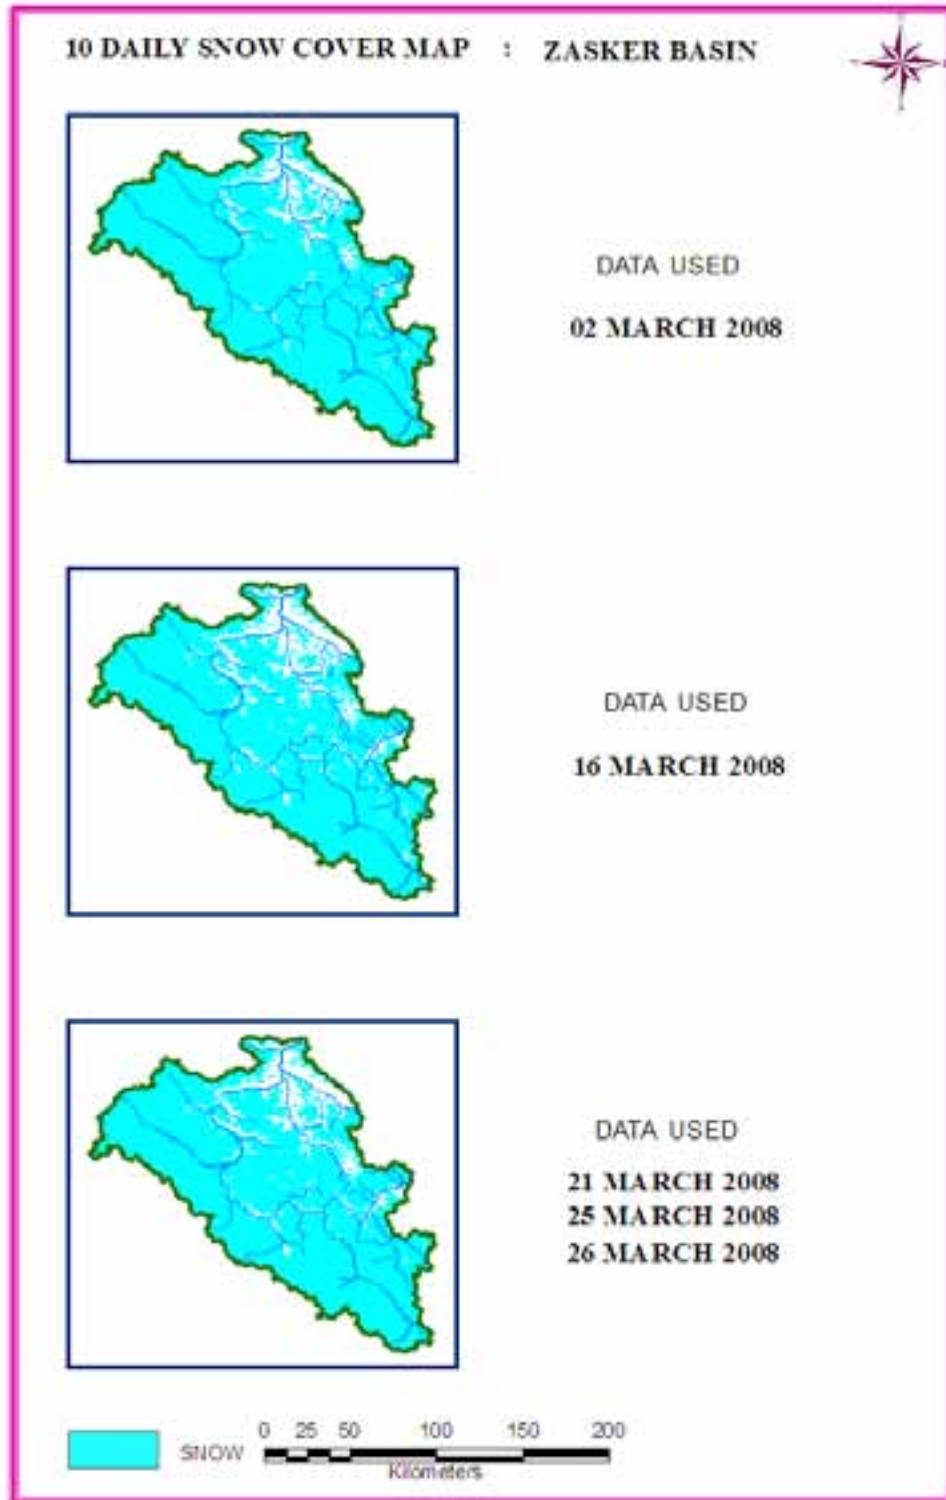 10 DAILY SNOW COVER MAP : ZASKER BASIN
DATA USED
02 MARCH 2008
DATA USED
16 MARCH 2008
DATA USED
21 MARCH 2008
25 MARCH 2008
26 MARCH 2008
0 25 50 100 150 200
SNOW
Kilometers